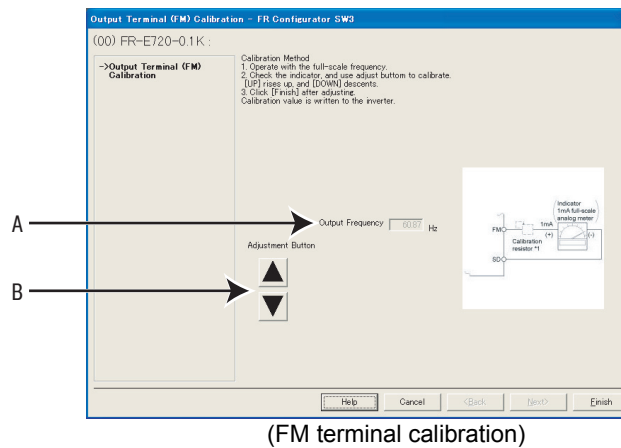 Output Terminal (FM) Calibration - FR Configurator SW3
(00) FR-E720-0.1K :
->Output Terminal (FM)
Calibration
Calibration Method
1. Operate with the full-scale frequency.
2. Check the indicator, and use adjust buttom to calibrate.
[UP] rises up, and [DOWN] descents.
3. Click [Finish] after adjusting.
Calibration value is written to the inverter.
A
Output Frequency 60.87 Hz
Adjustment Button
B
Indicator
1mA full-scale
analog meter
FM
1mA
(+) (-)
Calibration
resistor *1
SD
Help Cancel <Back Next> Finish
(FM terminal calibration)